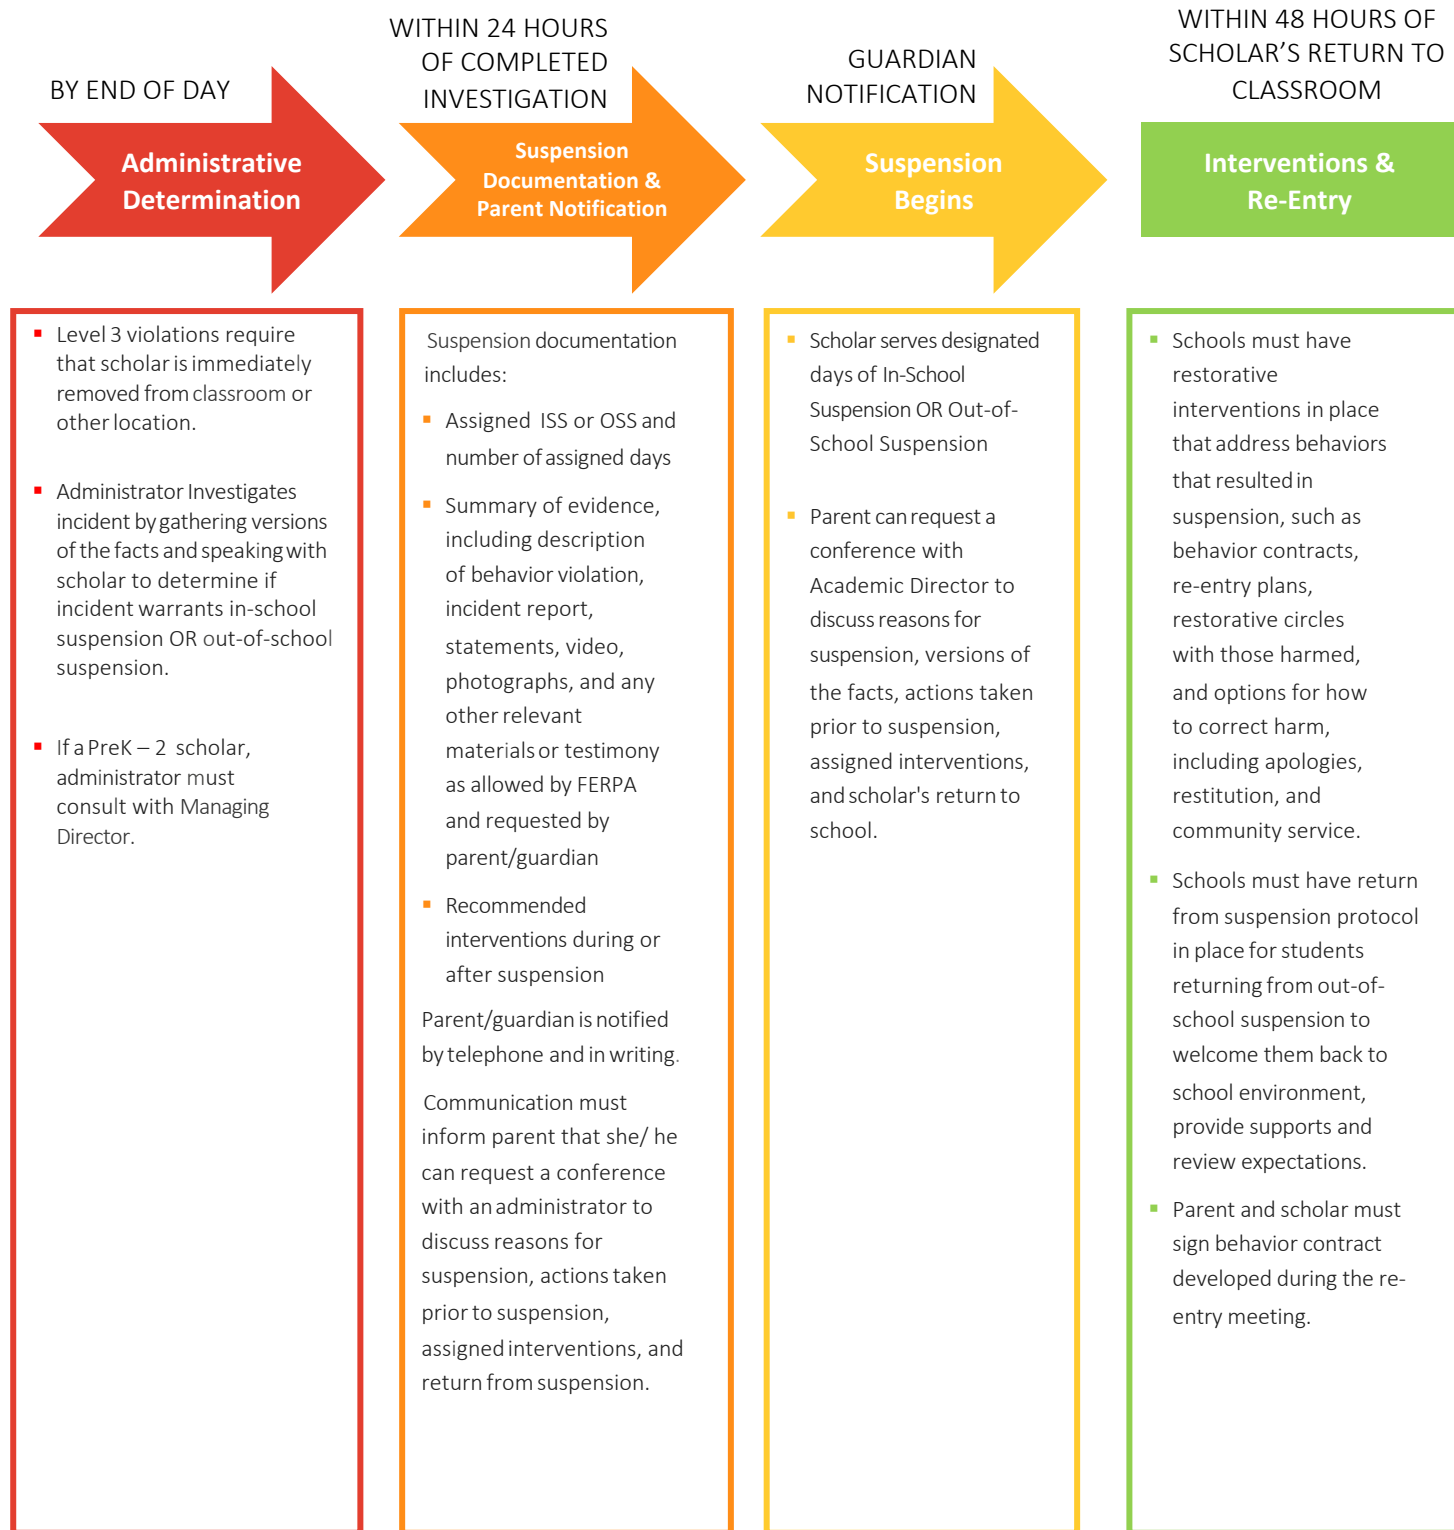 BY END OF DAY
Administrative
Determination
▪ Level 3 violations require
that scholar is immediately
removed from classroom or
other location.
▪ Administrator Investigates
incident by gathering versions
of the facts and speaking with
scholar to determine if
incident warrants in-school
suspension OR out-of-school
suspension.
▪ If a PreK – 2 scholar,
administrator must
consult with Managing
Director.
WITHIN 24 HOURS
OF COMPLETED
INVESTIGATION
Suspension
Documentation &
Parent Notification
Suspension documentation
includes:
▪ Assigned ISS or OSS and
number of assigned days
▪ Summary of evidence,
including description
of behavior violation,
incident report,
statements, video,
photographs, and any
other relevant
materials or testimony
as allowed by FERPA
and requested by
parent/guardian
▪ Recommended
interventions during or
after suspension
Parent/guardian is notified
by telephone and in writing.
Communication must
inform parent that she/ he
can request a conference
with an administrator to
discuss reasons for
suspension, actions taken
prior to suspension,
assigned interventions, and
return from suspension.
GUARDIAN
NOTIFICATION
Suspension
Begins
▪ Scholar serves designated
days of In-School
Suspension OR Out-of-
School Suspension
▪ Parent can request a
conference with
Academic Director to
discuss reasons for
suspension, versions of
the facts, actions taken
prior to suspension,
assigned interventions,
and scholar's return to
school.
WITHIN 48 HOURS OF
SCHOLAR’S RETURN TO
CLASSROOM
Interventions &
Re-Entry
▪ Schools must have
restorative
interventions in place
that address behaviors
that resulted in
suspension, such as
behavior contracts,
re-entry plans,
restorative circles
with those harmed,
and options for how
to correct harm,
including apologies,
restitution, and
community service.
▪ Schools must have return
from suspension protocol
in place for students
returning from out-of-
school suspension to
welcome them back to
school environment,
provide supports and
review expectations.
▪ Parent and scholar must
sign behavior contract
developed during the re-
entry meeting.